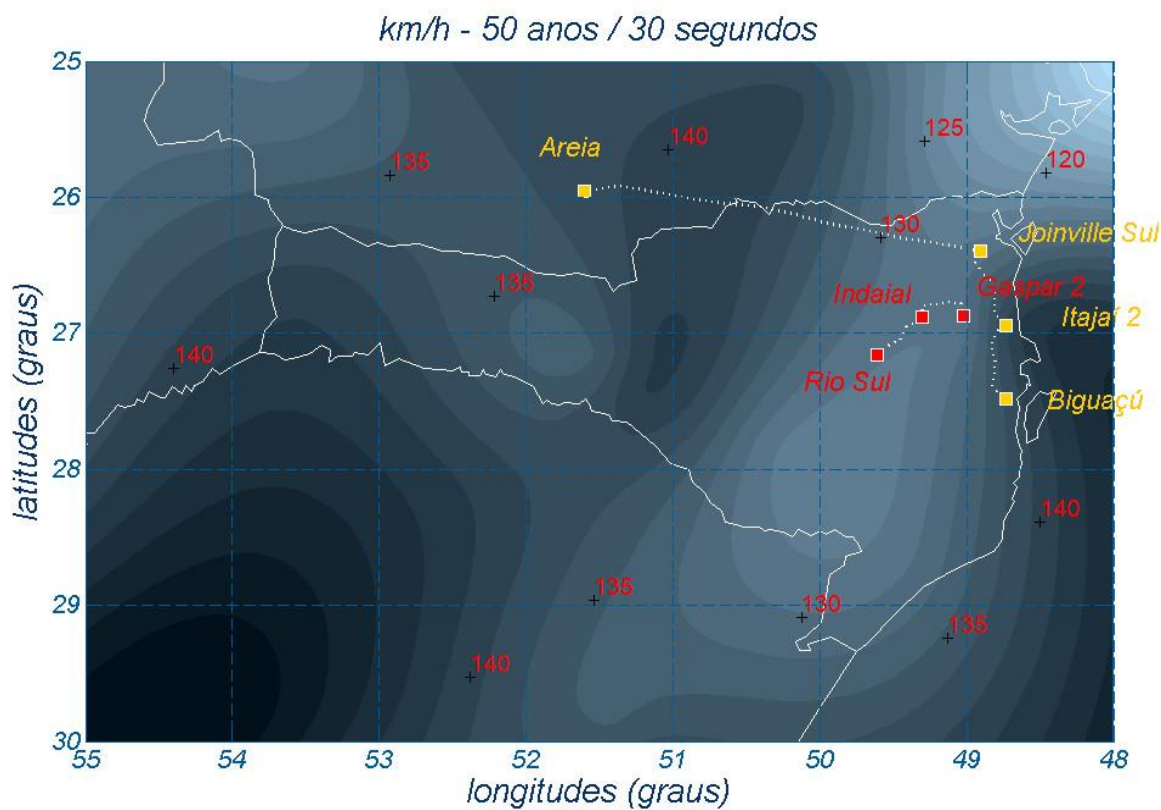 km/h - 50 anos / 30 segundos
25
125
140
Areia
135
120
26
130
Joinville Sul
135
Indaial
Gaspar 2
27
Itajaí 2
140
Rio Sul
Biguaçú
latitudes (graus)
28
140
135
29
130
135
140
30
55
54
53
52
51
50
49
48
longitudes (graus)